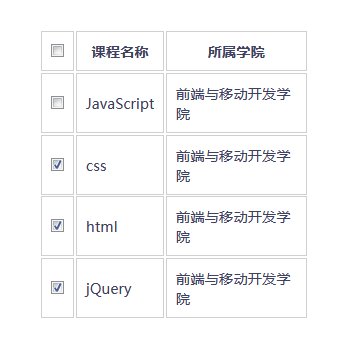 课程名称 所属学院
JavaScript 前端与移动开发学
院
css 前端与移动开发学
院
html 前端与移动开发学
院
jQuery 前端与移动开发学
院